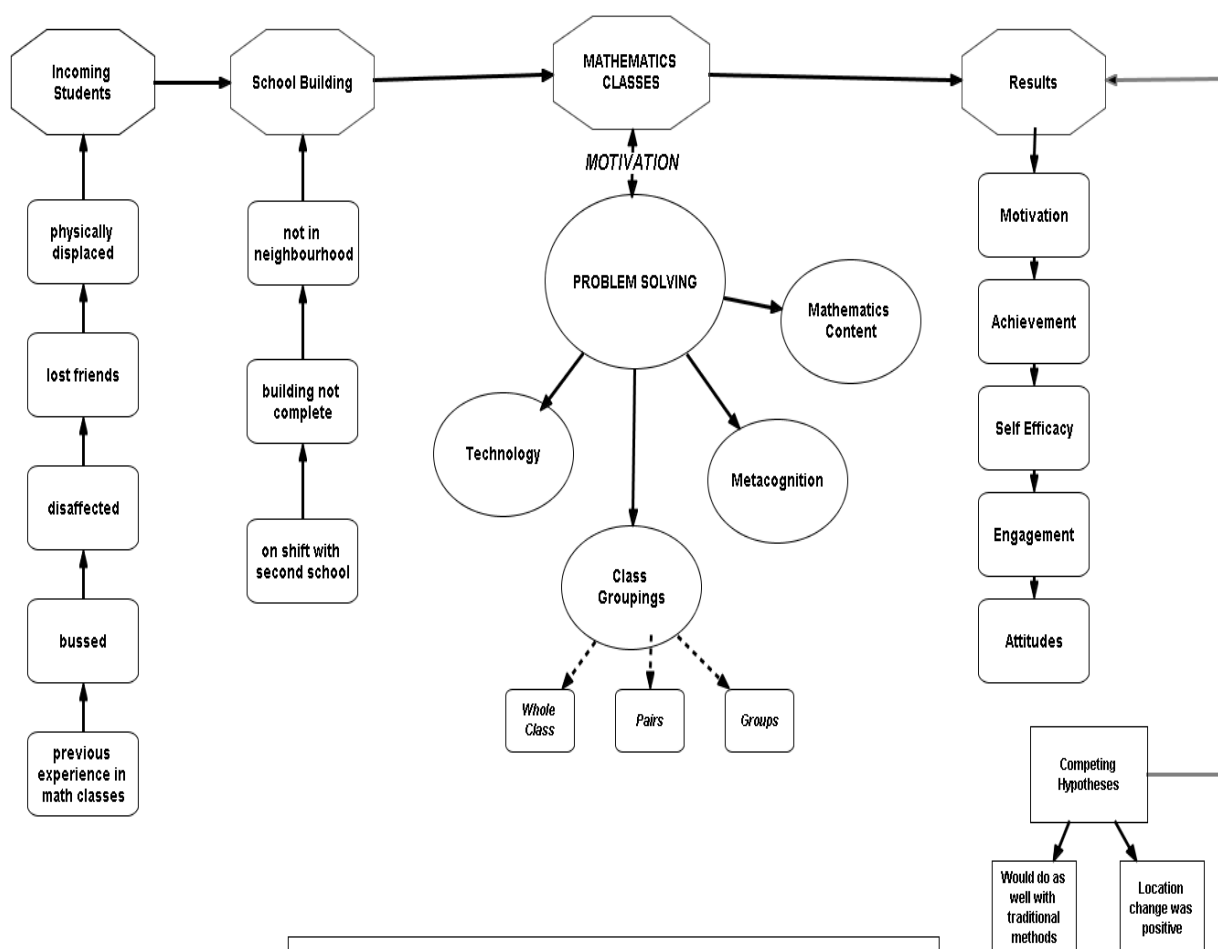 Incoming
Students
School Building
MATHEMATICS
CLASSES
Results
MOTIVATION
physically
displaced
lost friends
disaffected
bussed
previous
experience in
math classes
not in
neighbourhood
building not
complete
on shift with
second school
PROBLEM SOLVING
Mathematics
Content
Technology
Metacognition
Class
Groupings
Whole
Class
Pairs
Groups
Motivation
Achievement
Self Efficacy
Engagement
Attitudes
Competing
Hypotheses
Would do as
well with
traditional
methods
Location
change was
positive